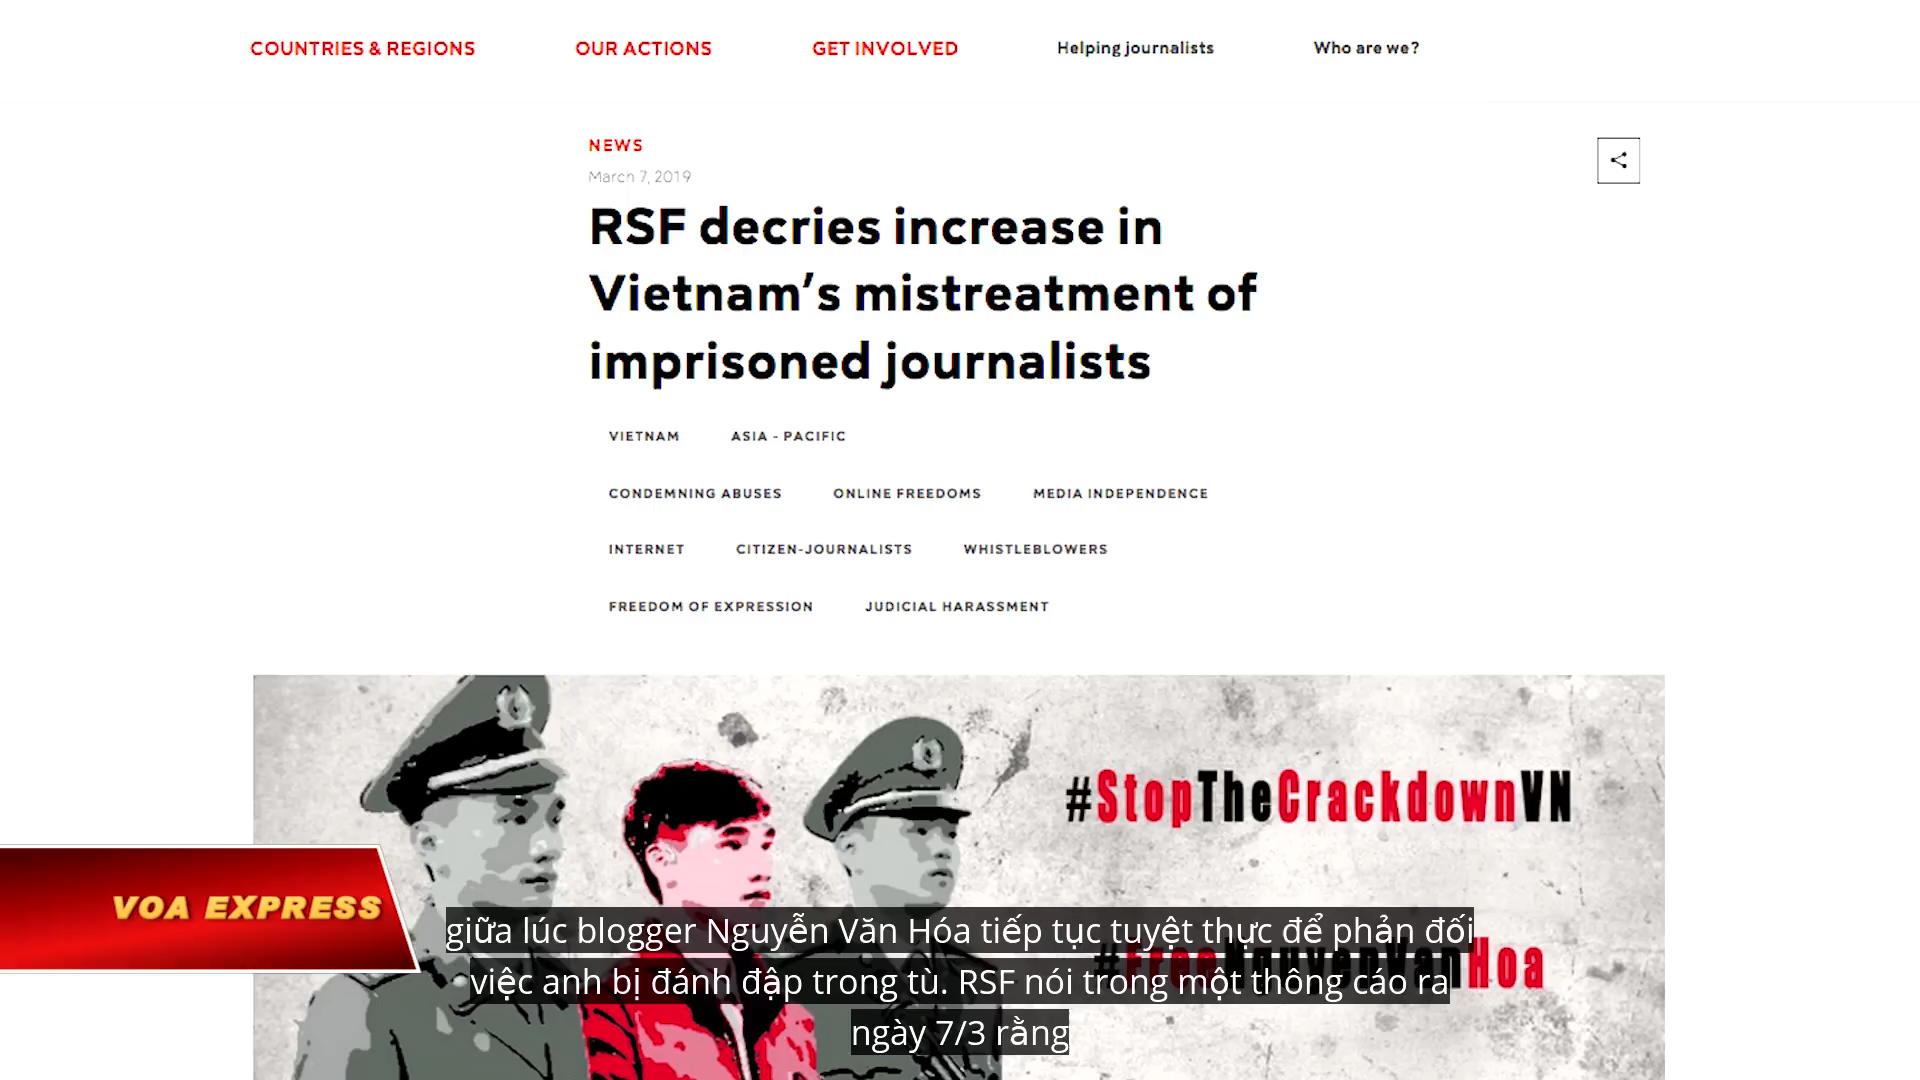 COUNTRIES & REGIONS OUR ACTIONS GET INVOLVED Helping journalists Who are we?
NEWS
March 7, 2019
RSF decries increase in
Vietnam’s mistreatment of
imprisoned journalists
VIETNAM ASIA - PACIFIC
CONDEMNING ABUSES ONLINE FREEDOMS MEDIA INDEPENDENCE
INTERNET CITIZEN-JOURNALISTS WHISTLEBLOWERS
FREEDOM OF EXPRESSION JUDICIAL HARASSMENT
#StopTheCrackdownVN
#FreeNguyenVanHoa
VOA EXPRESS
giữa lúc blogger Nguyễn Văn Hóa tiếp tục tuyệt thực để phản đối
việc anh bị đánh đập trong tù. RSF nói trong một thông cáo ra
ngày 7/3 rằng